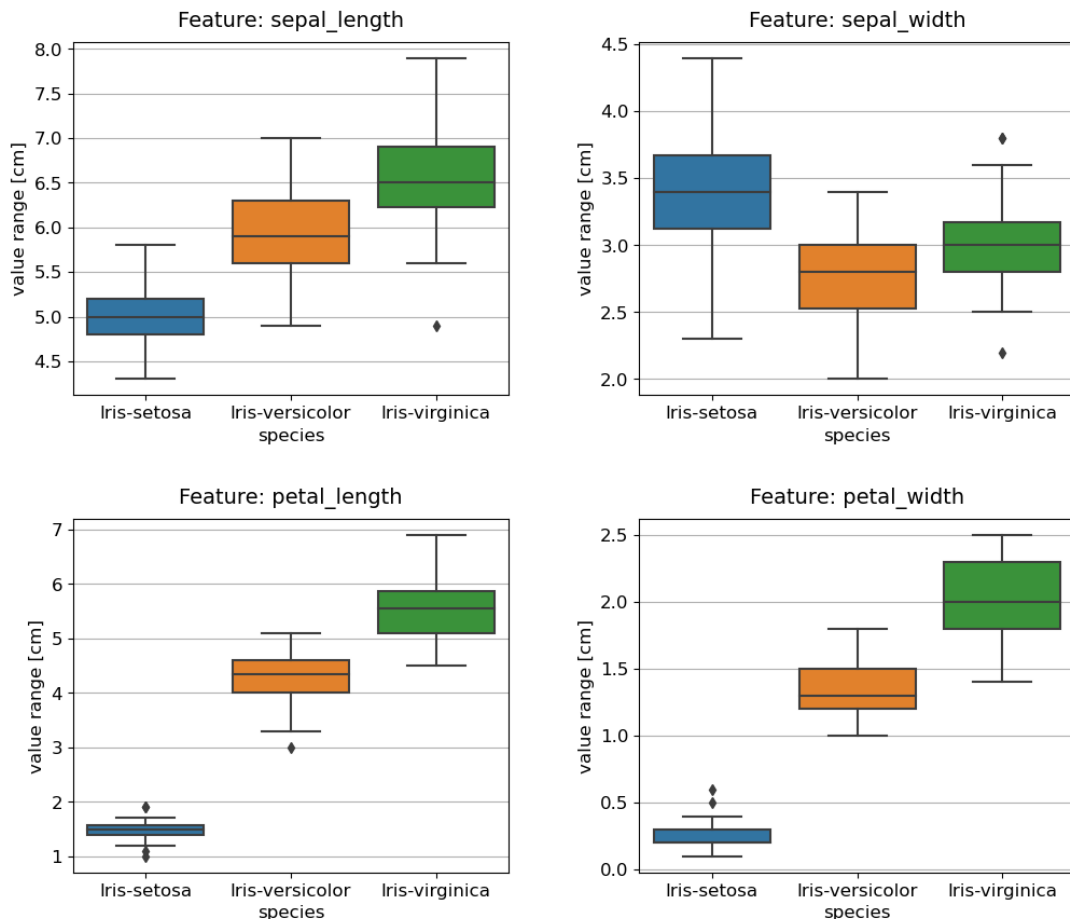 Feature: sepal_length
8.0
7.5
7.0
6.5
6.0
5.5
5.0
4.5
value range [cm]
Iris-setosa Iris-versicolor Iris-virginica
species
Feature: sepal_width
4.5
4.0
3.5
3.0
2.5
2.0
value range [cm]
Iris-setosa Iris-versicolor Iris-virginica
species
Feature: petal_length
7
6
5
4
3
2
1
value range [cm]
Iris-setosa Iris-versicolor Iris-virginica
species
Feature: petal_width
2.5
2.0
1.5
1.0
0.5
0.0
value range [cm]
Iris-setosa Iris-versicolor Iris-virginica
species